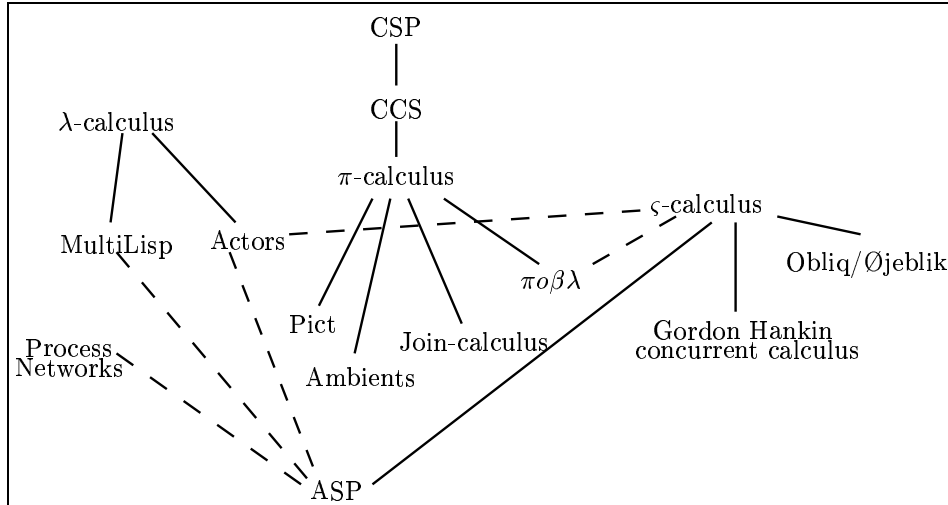 CSP
CCS
λ-calculus
π-calculus
ς-calculus
MultiLisp
Actors
Obliq/Øjeblik
πoβλ
Pict
Gordon Hankin
concurrent calculus
Join-calculus
Process
Networks
Ambients
ASP